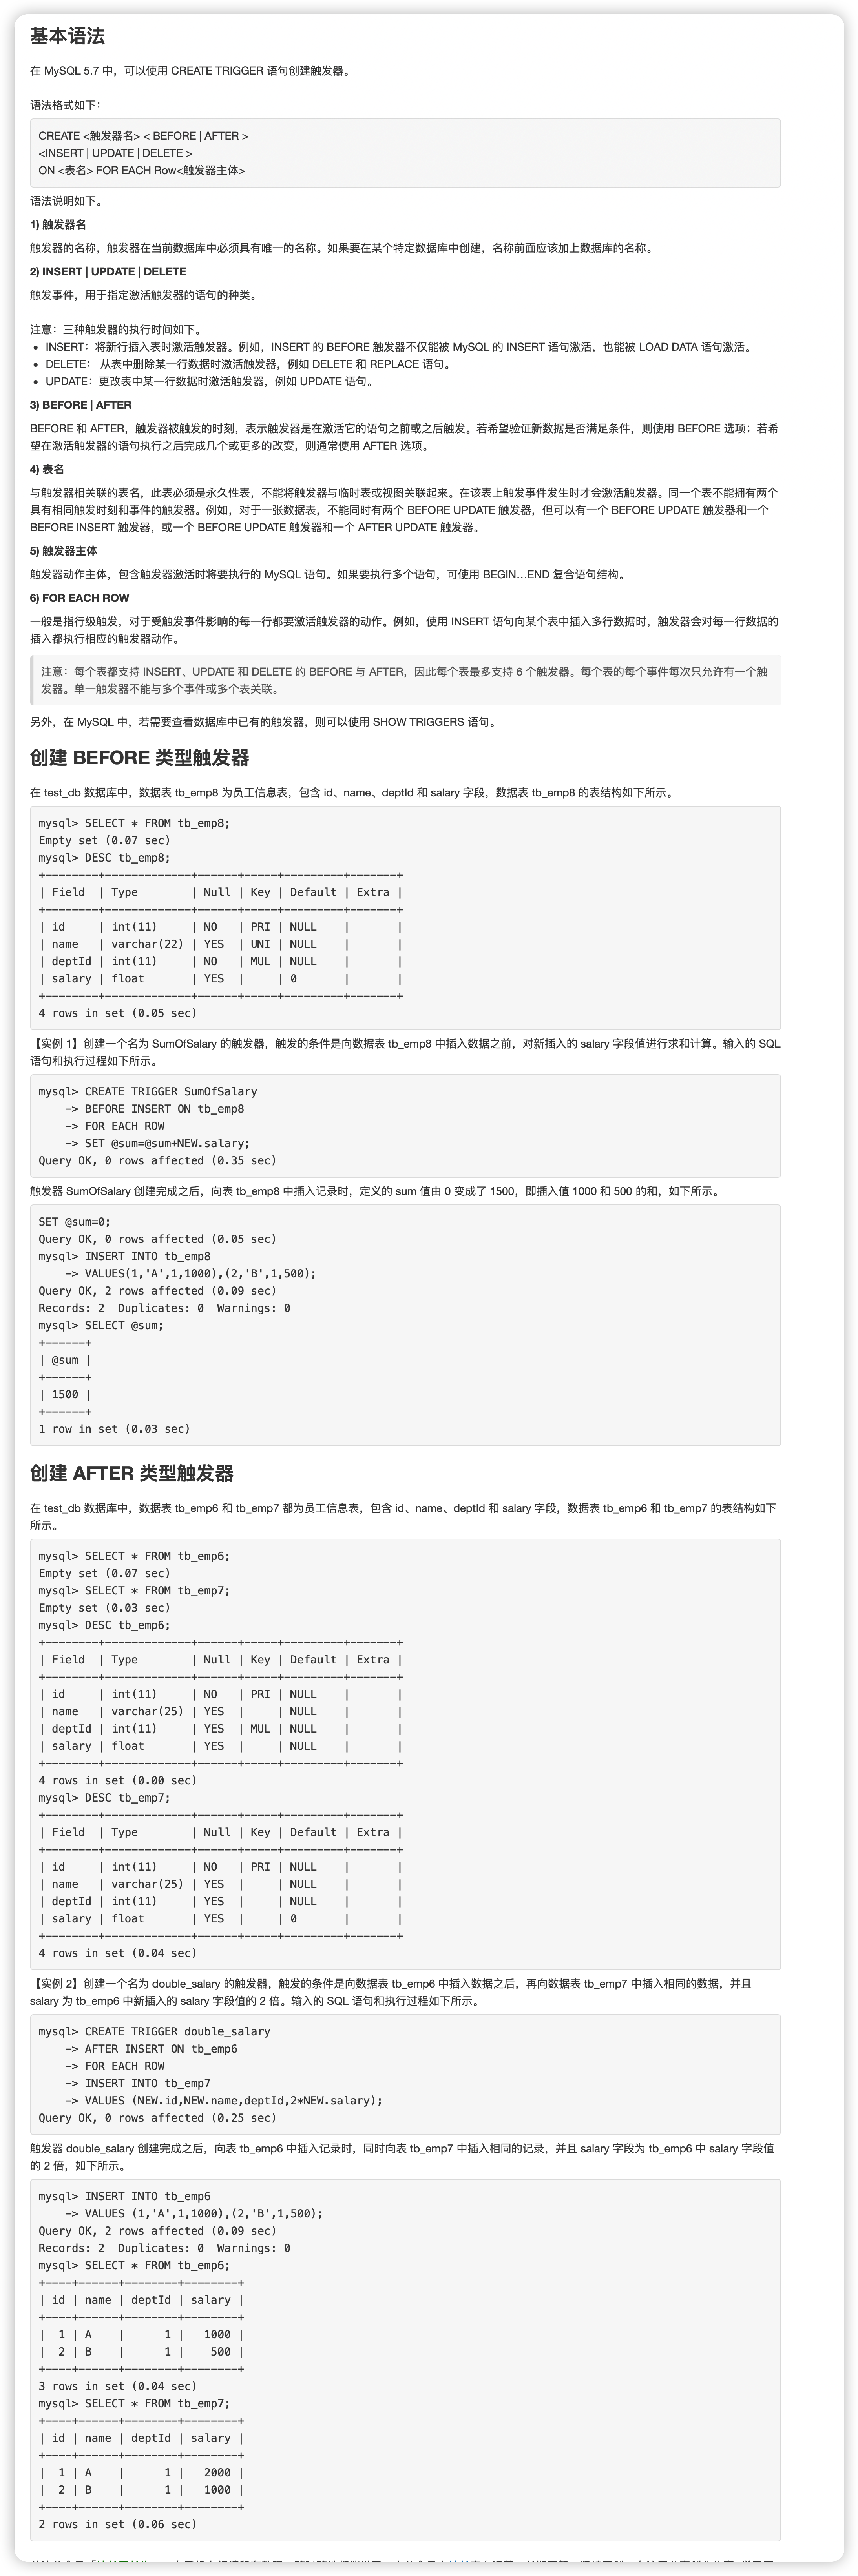 基本语法
在 MySQL 5.7 中，可以使用 CREATE TRIGGER 语句创建触发器。
语法格式如下：
CREATE <触发器名> < BEFORE | AFTER >
<INSERT | UPDATE | DELETE >
ON <表名> FOR EACH Row<触发器主体>
语法说明如下。
1) 触发器名
触发器的名称，触发器在当前数据库中必须具有唯一的名称。如果要在某个特定数据库中创建，名称前面应该加上数据库的名称。
2) INSERT | UPDATE | DELETE
触发事件，用于指定激活触发器的语句的种类。
注意：三种触发器的执行时间如下。
• INSERT：将新行插入表时激活触发器。例如，INSERT 的 BEFORE 触发器不仅能被 MySQL 的 INSERT 语句激活，也能被 LOAD DATA 语句激活。
• DELETE： 从表中删除某一行数据时激活触发器，例如 DELETE 和 REPLACE 语句。
• UPDATE：更改表中某一行数据时激活触发器，例如 UPDATE 语句。
3) BEFORE | AFTER
BEFORE 和 AFTER，触发器被触发的时刻，表示触发器是在激活它的语句之前或之后触发。若希望验证新数据是否满足条件，则使用 BEFORE 选项；若希
望在激活触发器的语句执行之后完成几个或更多的改变，则通常使用 AFTER 选项。
4) 表名
与触发器相关联的表名，此表必须是永久性表，不能将触发器与临时表或视图关联起来。在该表上触发事件发生时才会激活触发器。同一个表不能拥有两个
具有相同触发时刻和事件的触发器。例如，对于一张数据表，不能同时有两个 BEFORE UPDATE 触发器，但可以有一个 BEFORE UPDATE 触发器和一个
BEFORE INSERT 触发器，或一个 BEFORE UPDATE 触发器和一个 AFTER UPDATE 触发器。
5) 触发器主体
触发器动作主体，包含触发器激活时将要执行的 MySQL 语句。如果要执行多个语句，可使用 BEGIN…END 复合语句结构。
6) FOR EACH ROW
一般是指行级触发，对于受触发事件影响的每一行都要激活触发器的动作。例如，使用 INSERT 语句向某个表中插入多行数据时，触发器会对每一行数据的
插入都执行相应的触发器动作。
注意：每个表都支持 INSERT、UPDATE 和 DELETE 的 BEFORE 与 AFTER，因此每个表最多支持 6 个触发器。每个表的每个事件每次只允许有一个触
发器。单一触发器不能与多个事件或多个表关联。
另外，在 MySQL 中，若需要查看数据库中已有的触发器，则可以使用 SHOW TRIGGERS 语句。
创建 BEFORE 类型触发器
在 test_db 数据库中，数据表 tb_emp8 为员工信息表，包含 id、name、deptId 和 salary 字段，数据表 tb_emp8 的表结构如下所示。
mysql> SELECT * FROM tb_emp8;
Empty set (0.07 sec)
mysql> DESC tb_emp8;
+--------+-------------+------+-----+---------+-------+
| Field  | Type        | Null | Key | Default | Extra |
+--------+-------------+------+-----+---------+-------+
| id     | int(11)     | NO   | PRI | NULL    |       |
| name   | varchar(22) | YES  | UNI | NULL    |       |
| deptId | int(11)     | NO   | MUL | NULL    |       |
| salary | float       | YES  |     | 0       |       |
+--------+-------------+------+-----+---------+-------+
4 rows in set (0.05 sec)
【实例 1】创建一个名为 SumOfSalary 的触发器，触发的条件是向数据表 tb_emp8 中插入数据之前，对新插入的 salary 字段值进行求和计算。输入的 SQL
语句和执行过程如下所示。
mysql> CREATE TRIGGER SumOfSalary
    -> BEFORE INSERT ON tb_emp8
    -> FOR EACH ROW
    -> SET @sum=@sum+NEW.salary;
Query OK, 0 rows affected (0.35 sec)
触发器 SumOfSalary 创建完成之后，向表 tb_emp8 中插入记录时，定义的 sum 值由 0 变成了 1500，即插入值 1000 和 500 的和，如下所示。
SET @sum=0;
Query OK, 0 rows affected (0.05 sec)
mysql> INSERT INTO tb_emp8
    -> VALUES(1,'A',1,1000),(2,'B',1,500);
Query OK, 2 rows affected (0.09 sec)
Records: 2  Duplicates: 0  Warnings: 0
mysql> SELECT @sum;
+------+
| @sum |
+------+
| 1500 |
+------+
1 row in set (0.03 sec)
创建 AFTER 类型触发器
在 test_db 数据库中，数据表 tb_emp6 和 tb_emp7 都为员工信息表，包含 id、name、deptId 和 salary 字段，数据表 tb_emp6 和 tb_emp7 的表结构如下
所示。
mysql> SELECT * FROM tb_emp6;
Empty set (0.07 sec)
mysql> SELECT * FROM tb_emp7;
Empty set (0.03 sec)
mysql> DESC tb_emp6;
+--------+-------------+------+-----+---------+-------+
| Field  | Type        | Null | Key | Default | Extra |
+--------+-------------+------+-----+---------+-------+
| id     | int(11)     | NO   | PRI | NULL    |       |
| name   | varchar(25) | YES  |     | NULL    |       |
| deptId | int(11)     | YES  | MUL | NULL    |       |
| salary | float       | YES  |     | NULL    |       |
+--------+-------------+------+-----+---------+-------+
4 rows in set (0.00 sec)
mysql> DESC tb_emp7;
+--------+-------------+------+-----+---------+-------+
| Field  | Type        | Null | Key | Default | Extra |
+--------+-------------+------+-----+---------+-------+
| id     | int(11)     | NO   | PRI | NULL    |       |
| name   | varchar(25) | YES  |     | NULL    |       |
| deptId | int(11)     | YES  |     | NULL    |       |
| salary | float       | YES  |     | 0       |       |
+--------+-------------+------+-----+---------+-------+
4 rows in set (0.04 sec)
【实例 2】创建一个名为 double_salary 的触发器，触发的条件是向数据表 tb_emp6 中插入数据之后，再向数据表 tb_emp7 中插入相同的数据，并且
salary 为 tb_emp6 中新插入的 salary 字段值的 2 倍。输入的 SQL 语句和执行过程如下所示。
mysql> CREATE TRIGGER double_salary
    -> AFTER INSERT ON tb_emp6
    -> FOR EACH ROW
    -> INSERT INTO tb_emp7
    -> VALUES (NEW.id,NEW.name,deptId,2*NEW.salary);
Query OK, 0 rows affected (0.25 sec)
触发器 double_salary 创建完成之后，向表 tb_emp6 中插入记录时，同时向表 tb_emp7 中插入相同的记录，并且 salary 字段为 tb_emp6 中 salary 字段值
的 2 倍，如下所示。
mysql> INSERT INTO tb_emp6
    -> VALUES (1,'A',1,1000),(2,'B',1,500);
Query OK, 2 rows affected (0.09 sec)
Records: 2  Duplicates: 0  Warnings: 0
mysql> SELECT * FROM tb_emp6;
+----+------+--------+--------+
| id | name | deptId | salary |
+----+------+--------+--------+
|  1 | A    |      1 |   1000 |
|  2 | B    |      1 |    500 |
+----+------+--------+--------+
3 rows in set (0.04 sec)
mysql> SELECT * FROM tb_emp7;
+----+------+--------+--------+
| id | name | deptId | salary |
+----+------+--------+--------+
|  1 | A    |      1 |   2000 |
|  2 | B    |      1 |   1000 |
+----+------+--------+--------+
2 rows in set (0.06 sec)